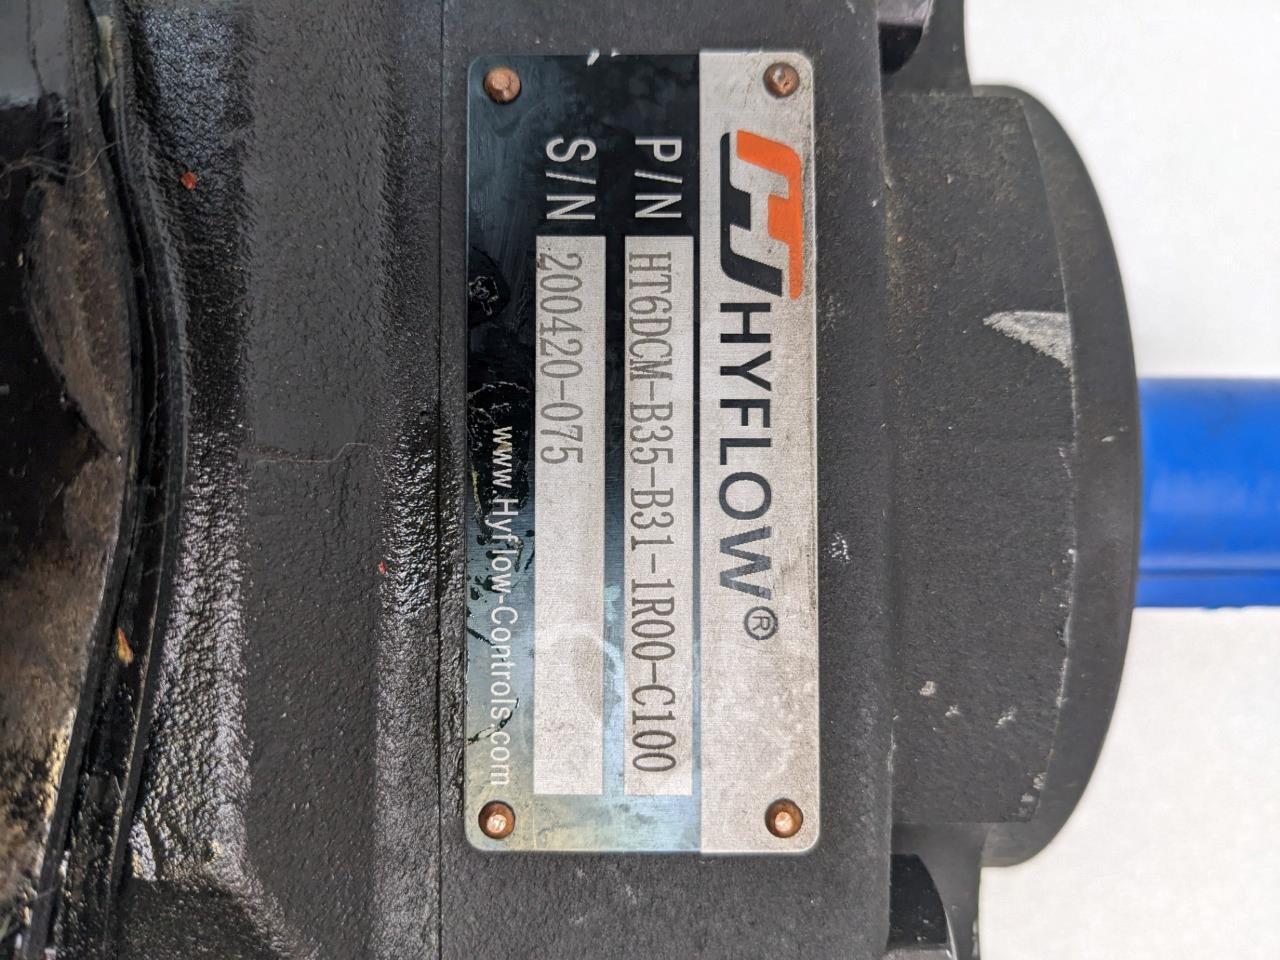 HYFLOW®
P/N HT6DCM-B35-B31-1R00-C100
S/N 200420-075
www.Hyflow-Controls.com